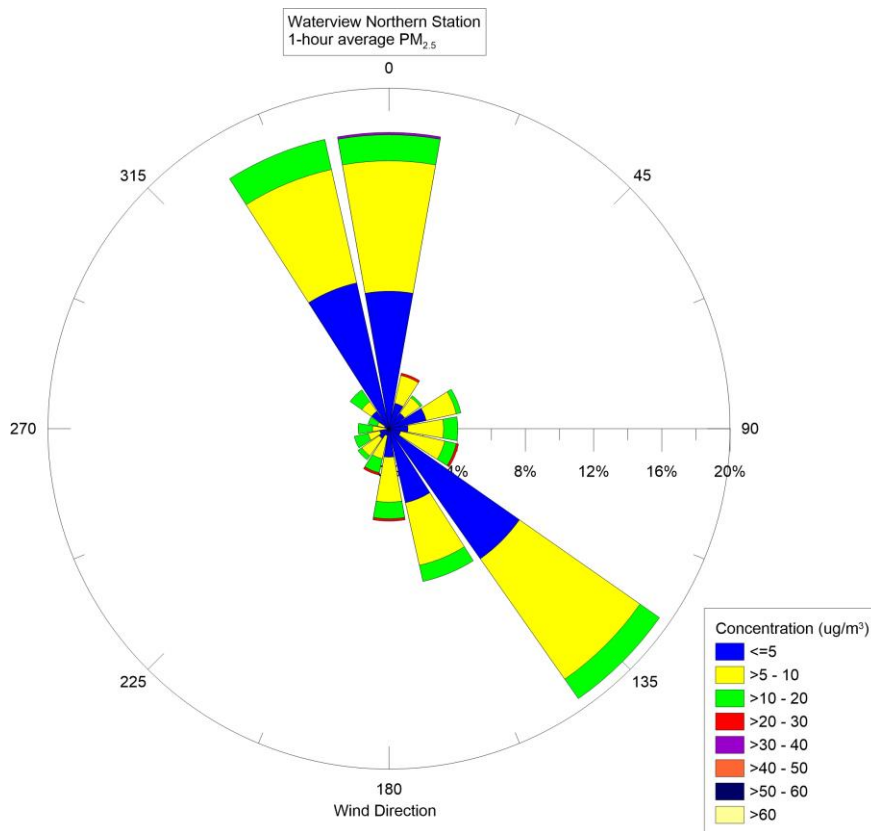 Waterview Northern Station
1-hour average PM2.5
0
315
45
270
90
4% 8% 12% 16% 20%
225
135
180
Wind Direction
Concentration (ug/m³)
<=5
>5 - 10
>10 - 20
>20 - 30
>30 - 40
>40 - 50
>50 - 60
>60